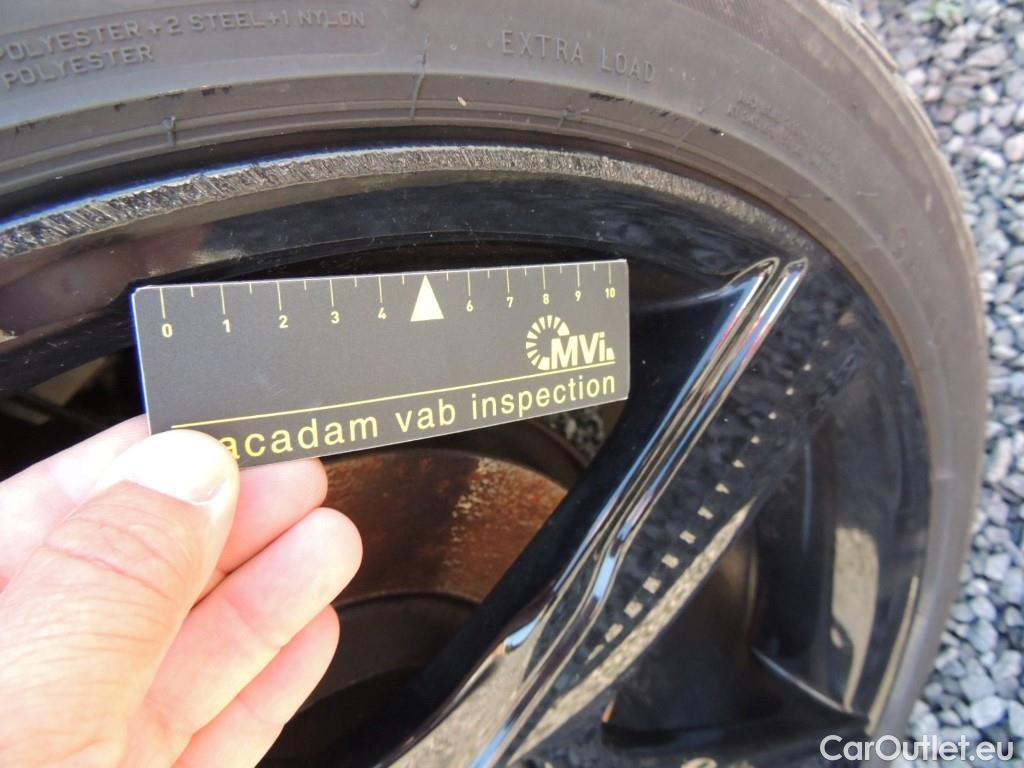 POLYESTER + 2 STEEL + 1 NYLON
POLYESTER
EXTRA LOAD
0 1 2 3 4 6 7 8 9 10
MVi
acadam vab inspection
CarOutlet.eu